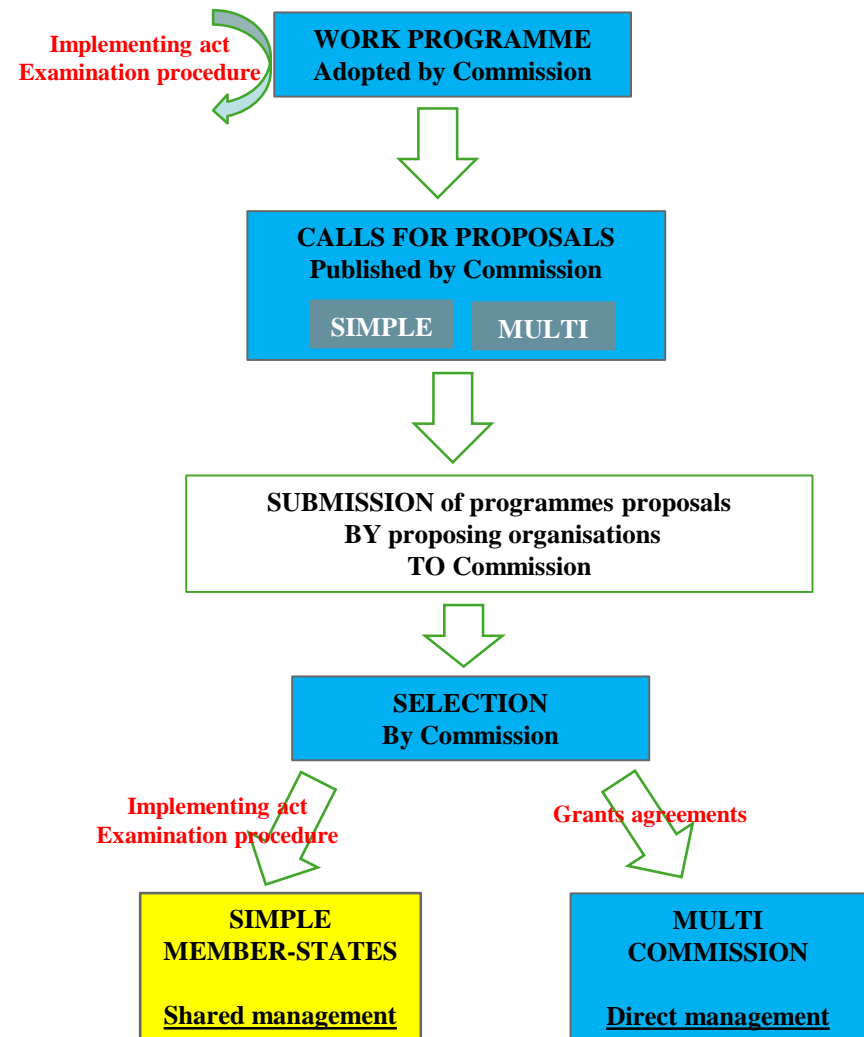 Implementing act
Examination procedure
WORK PROGRAMME
Adopted by Commission
CALLS FOR PROPOSALS
Published by Commission
SIMPLE
MULTI
SUBMISSION of programmes proposals
BY proposing organisations
TO Commission
SELECTION
By Commission
Implementing act
Examination procedure
Grants agreements
SIMPLE
MEMBER-STATES
Shared management
MULTI
COMMISSION
Direct management